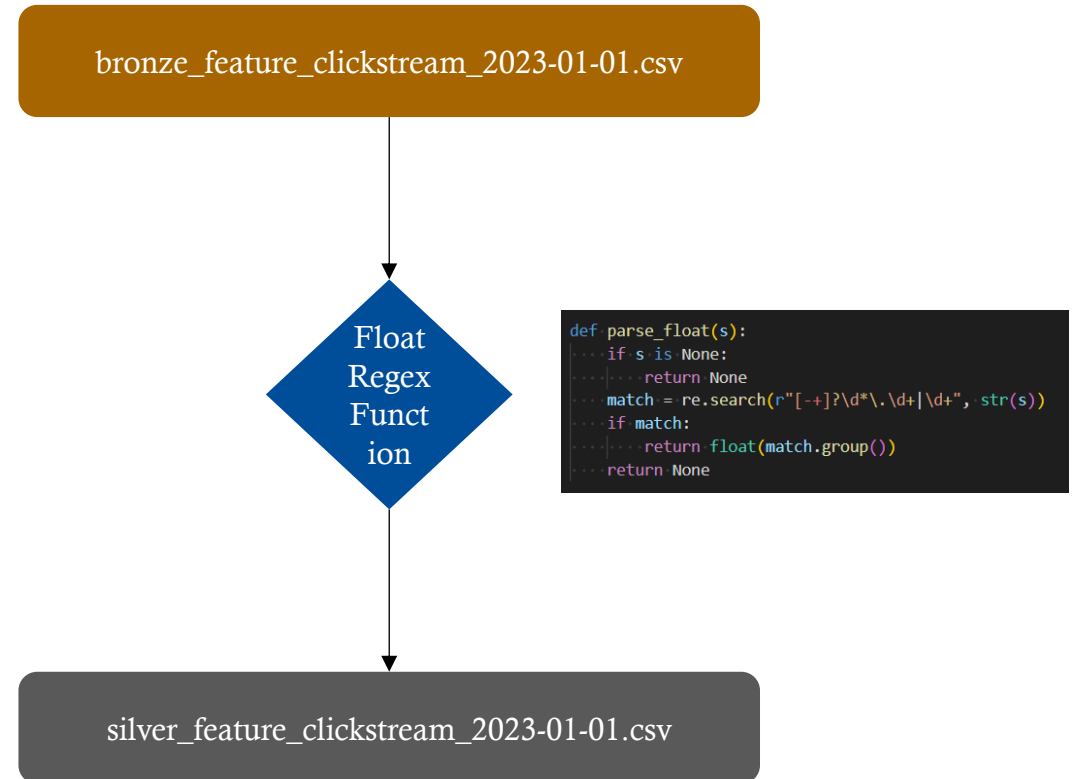 bronze_feature_clickstream_2023-01-01.csv
Float
Regex
Funct
ion
def parse_float(s):
    if s is None:
        return None
    match = re.search(r"[-+]?\d*\.\d+|\d+", str(s))
    if match:
        return float(match.group())
    return None
silver_feature_clickstream_2023-01-01.csv